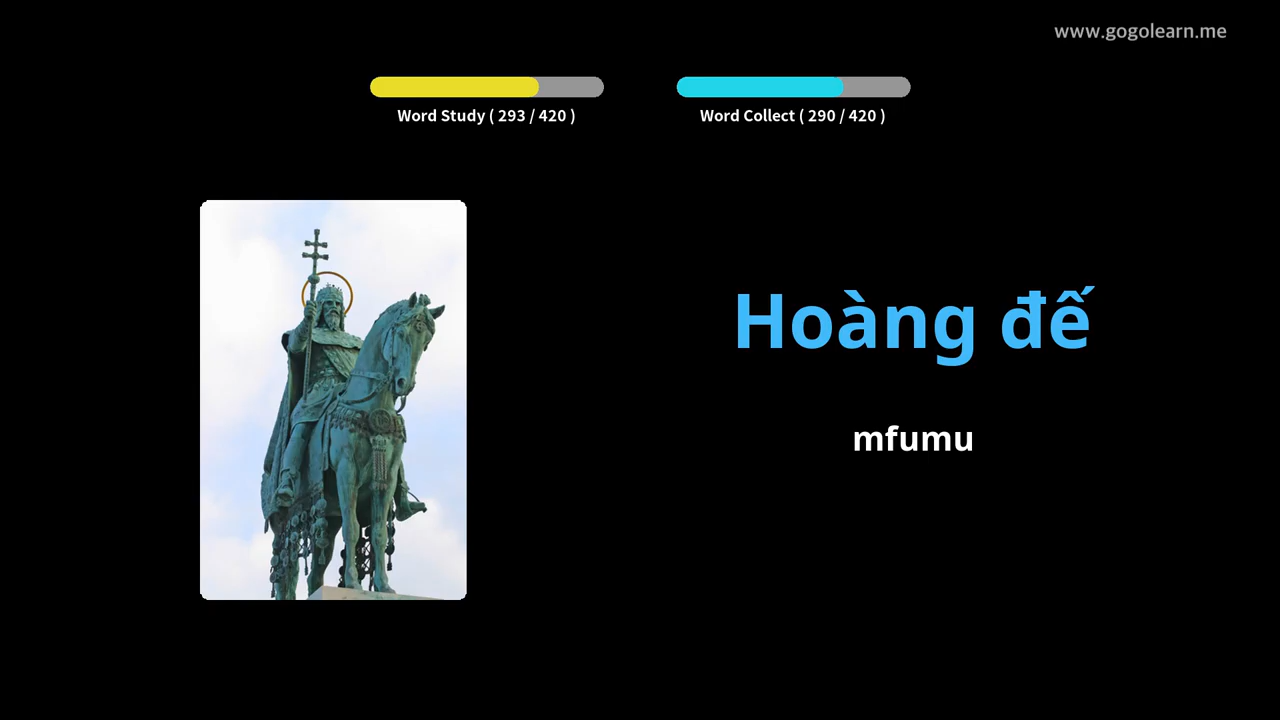 www.gogolearn.me
Word Study ( 293 / 420 )
Word Collect ( 290 / 420 )
Hoàng đế
mfumu